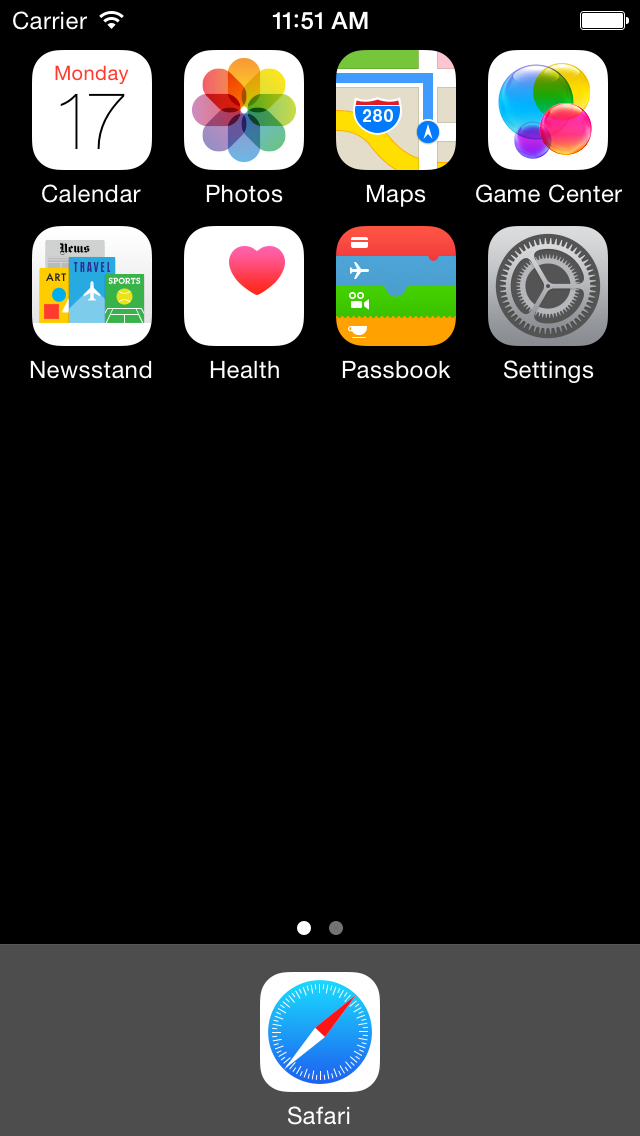 Carrier 11:51 AM
Monday
17
280
Calendar Photos Maps Game Center
News
ART TRAVEL SPORTS
Newsstand Health Passbook Settings
Safari